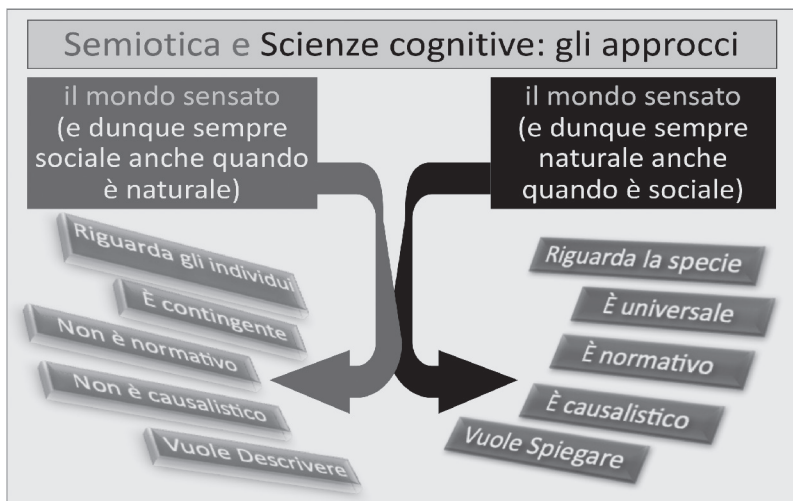 Semiotica e Scienze cognitive: gli approcci
il mondo sensato
(e dunque sempre
sociale anche quando
è naturale)
il mondo sensato
(e dunque sempre
naturale anche
quando è sociale)
Riguarda gli individui
È contingente
Non è normativo
Non è causalistico
Vuole Descrivere
Riguarda la specie
È universale
È normativo
È causalistico
Vuole Spiegare